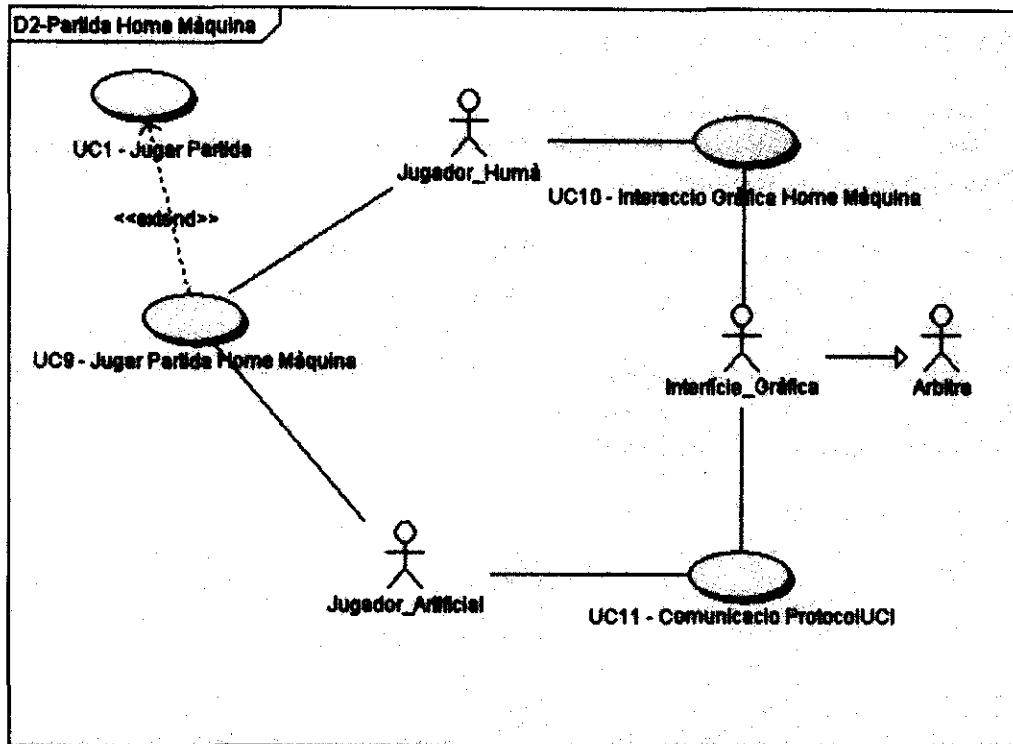 D2-Partida Home Màquina
UC1 - Jugar Partida
Jugador_Humà
UC10 - Interaccio Gràfica Home Màquina
<<extend>>
UC9 - Jugar Partida Home Màquina
Interfície_Gràfica
Arbitre
Jugador_Artificial
UC11 - Comunicacio ProtocolUCI